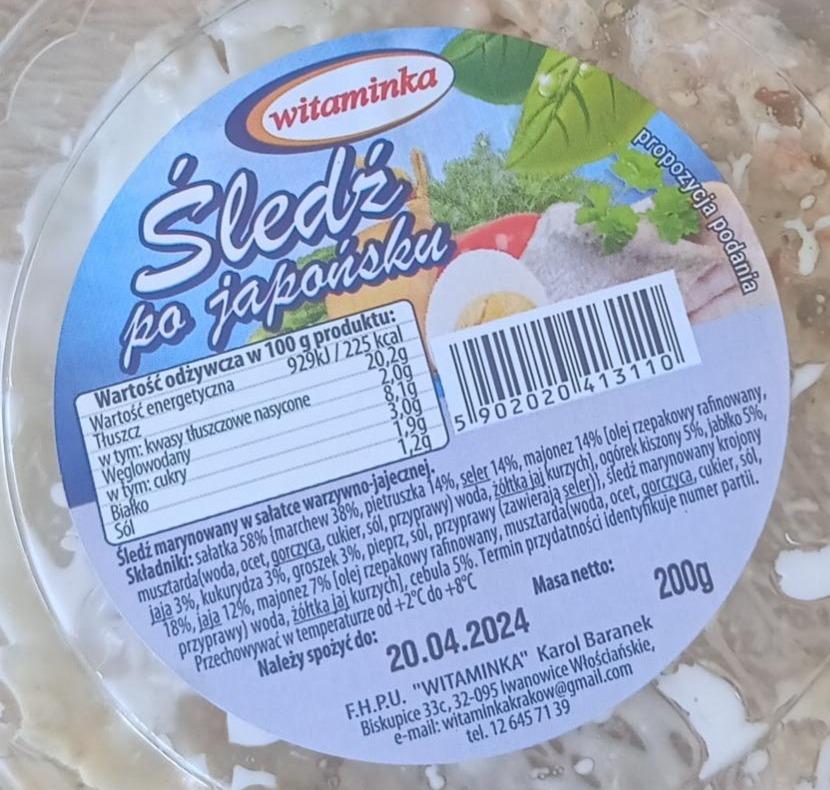 witaminka
Śledź
po japońsku
propozycja podania
Wartość odżywcza w 100 g produktu:
Wartość energetyczna 929kJ / 225 kcal
Tłuszcz 20,2g
w tym: kwasy tłuszczowe nasycone 2,0g
Węglowodany 8,1g
w tym: cukry 3,0g
Białko 1,9g
Sól 1,2g
5 902020 413110
Śledź marynowany w sałatce warzywno-jajecznej.
Składniki: sałatka 58% [marchew 38%, pietruszka 14%, seler 14%, majonez 14% [olej rzepakowy rafinowany,
musztarda(woda, ocet, gorczyca, cukier, sól, przyprawy) woda, żółtka jaj kurzych], ogórek kiszony 5%, jabłko 5%,
jaja 3%, kukurydza 3%, groszek 3%, pieprz, sól, przyprawy (zawierają seler)], śledź marynowany krojony
18%, jaja 12%, majonez 7% [olej rzepakowy rafinowany, musztarda(woda, ocet, gorczyca, cukier, sól,
przyprawy) woda, żółtka jaj kurzych], cebula 5%. Termin przydatności identyfikuje numer partii.
Przechowywać w temperaturze od +2°C do +8°C
Należy spożyć do: 20.04.2024
Masa netto: 200g
F.H.P.U. "WITAMINKA" Karol Baranek
Biskupice 33c, 32-095 Iwanowice Włościańskie,
e-mail: witaminkakrakow@gmail.com
tel. 12 645 71 39